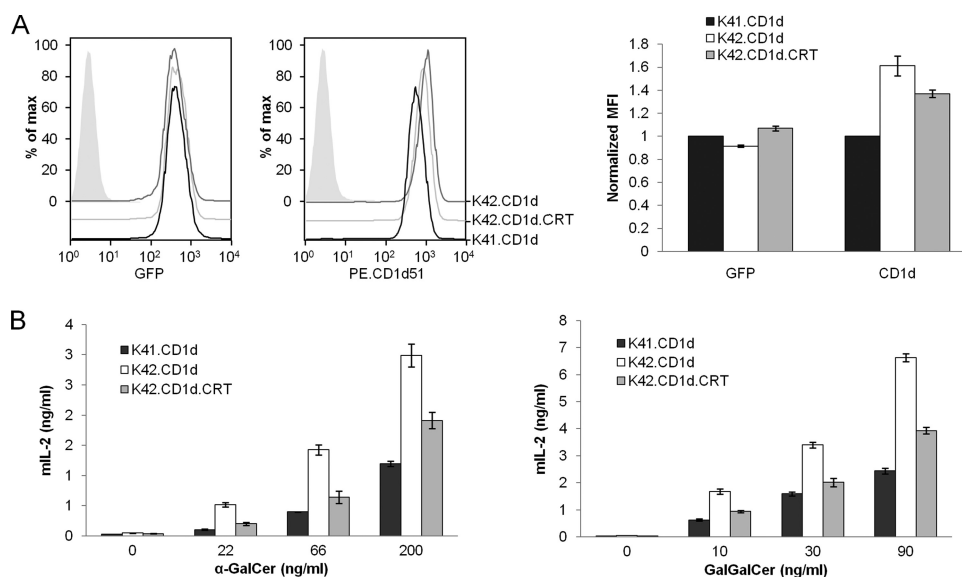 A
% of max
100
80
60
40
20
0
10⁰ 10¹ 10² 10³ 10⁴
GFP
% of max
100
80
60
40
20
0
10⁰ 10¹ 10² 10³ 10⁴
PE.CD1d51
K42.CD1d
K42.CD1d.CRT
K41.CD1d
K41.CD1d
K42.CD1d
K42.CD1d.CRT
Normalized MFI
1.8
1.6
1.4
1.2
1
0.8
0.6
0.4
0.2
0
GFP CD1d
B
K41.CD1d
K42.CD1d
K42.CD1d.CRT
mIL-2 (ng/ml)
4
3
3
2
2
1
1
0
0 22 66 200
α-GalCer (ng/ml)
K41.CD1d
K42.CD1d
K42.CD1d.CRT
mIL-2 (ng/ml)
8
7
6
5
4
3
2
1
0
0 10 30 90
GalGalCer (ng/ml)